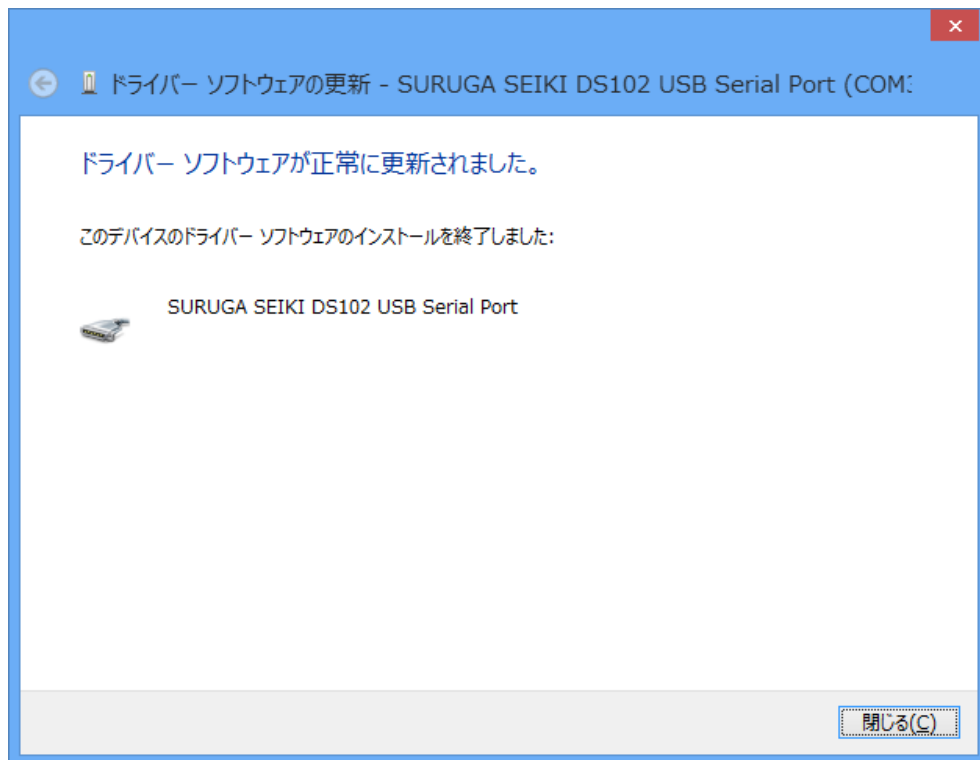 ドライバー ソフトウェアの更新 - SURUGA SEIKI DS102 USB Serial Port (COM3
ドライバー ソフトウェアが正常に更新されました。
このデバイスのドライバー ソフトウェアのインストールを終了しました:
SURUGA SEIKI DS102 USB Serial Port
閉じる(C)